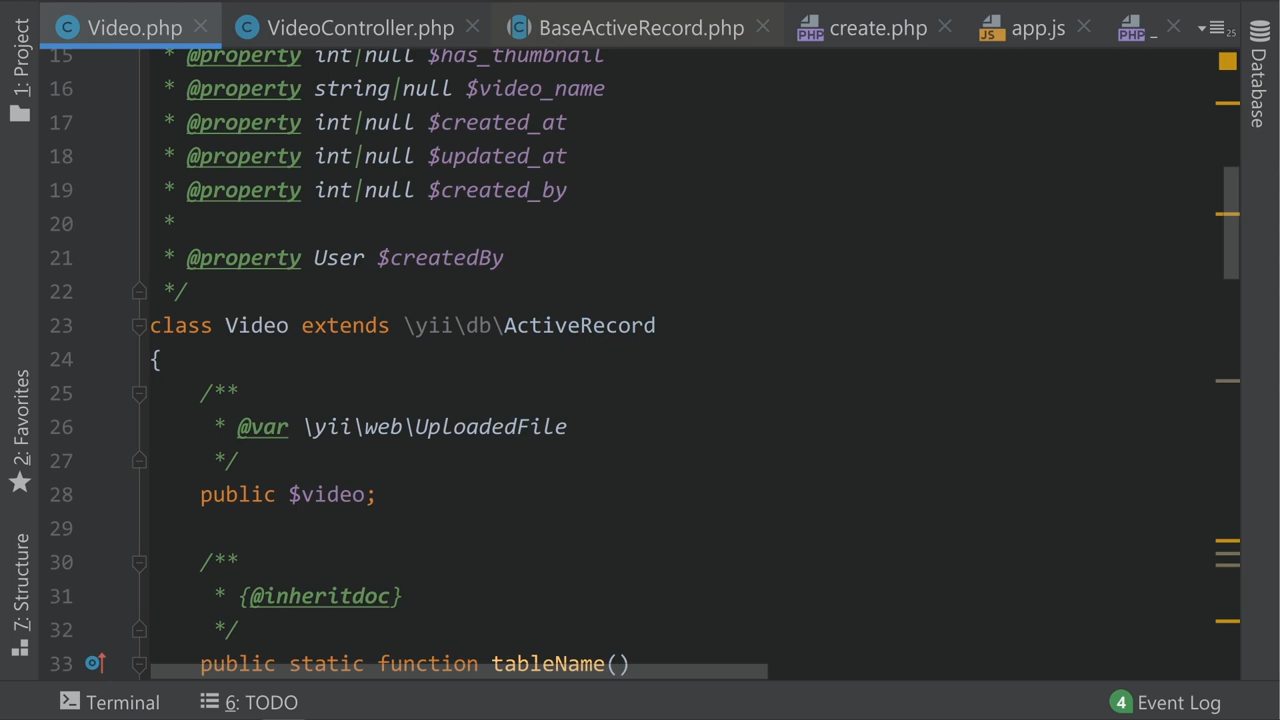 Video.php
VideoController.php
BaseActiveRecord.php
create.php
app.js
_
25
1: Project
2: Favorites
7: Structure
Database
15 * @property int|null $has_thumbnail
16 * @property string|null $video_name
17 * @property int|null $created_at
18 * @property int|null $updated_at
19 * @property int|null $created_by
20 *
21 * @property User $createdBy
22 */
23 class Video extends \yii\db\ActiveRecord
24 {
25 /**
26 * @var \yii\web\UploadedFile
27 */
28 public $video;
29
30 /**
31 * {@inheritdoc}
32 */
33 public static function tableName()
Terminal
6: TODO
4 Event Log